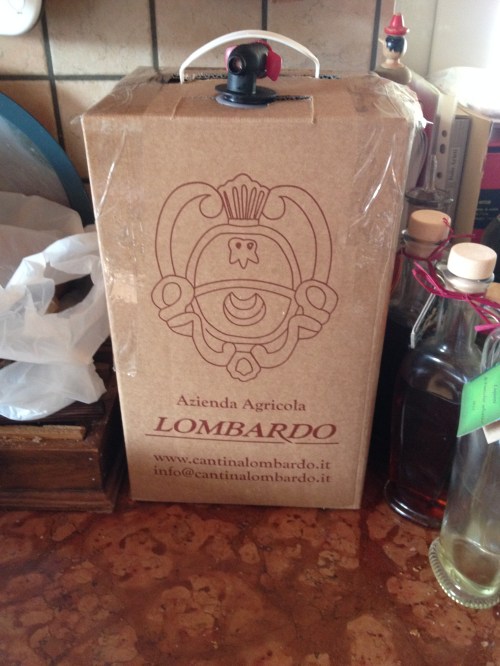 Azienda Agricola
LOMBARDO
www.cantinalombardo.it
info@cantinalombardo.it